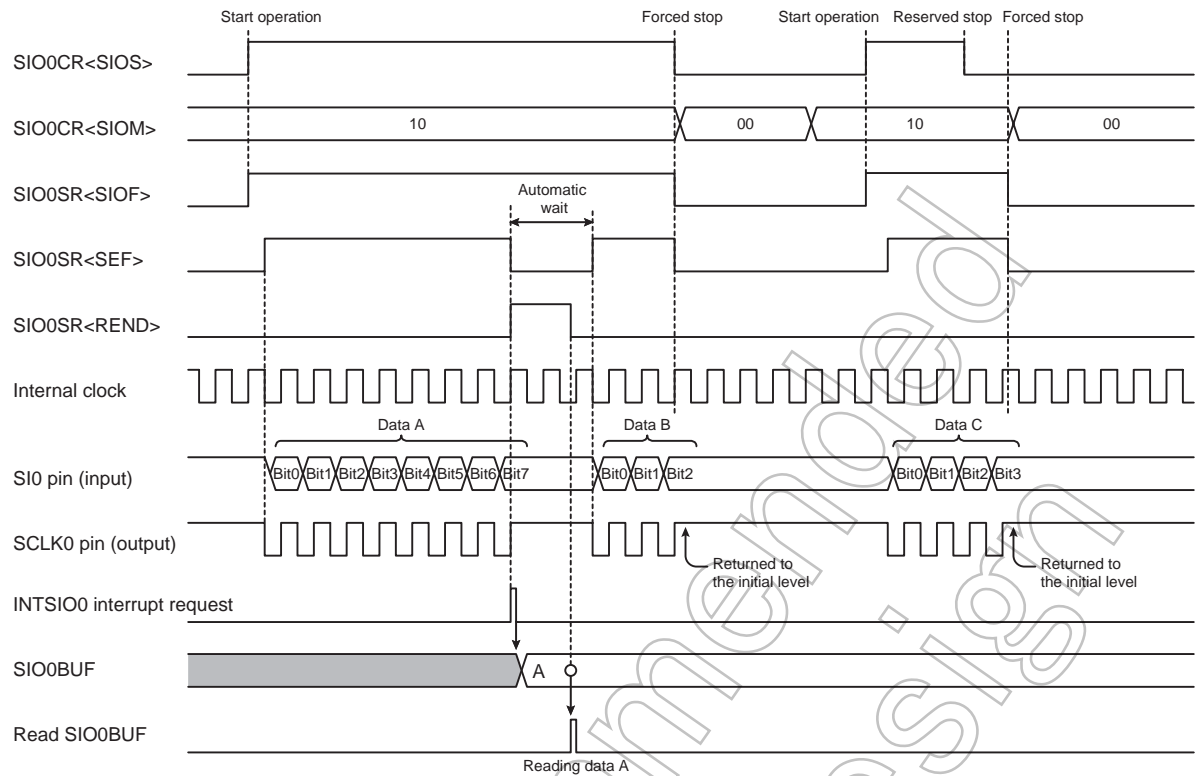 Start operation Forced stop Start operation Reserved stop Forced stop
SIO0CR<SIOS>
SIO0CR<SIOM> 10 00 10 00
SIO0SR<SIOF>
Automatic
wait
SIO0SR<SEF>
SIO0SR<REND>
Internal clock
Data A Data B Data C
SI0 pin (input) Bit0 Bit1 Bit2 Bit3 Bit4 Bit5 Bit6 Bit7 Bit0 Bit1 Bit2 Bit0 Bit1 Bit2 Bit3
SCLK0 pin (output)
Returned to
the initial level
Returned to
the initial level
INTSIO0 interrupt request
SIO0BUF A
Read SIO0BUF
Reading data A